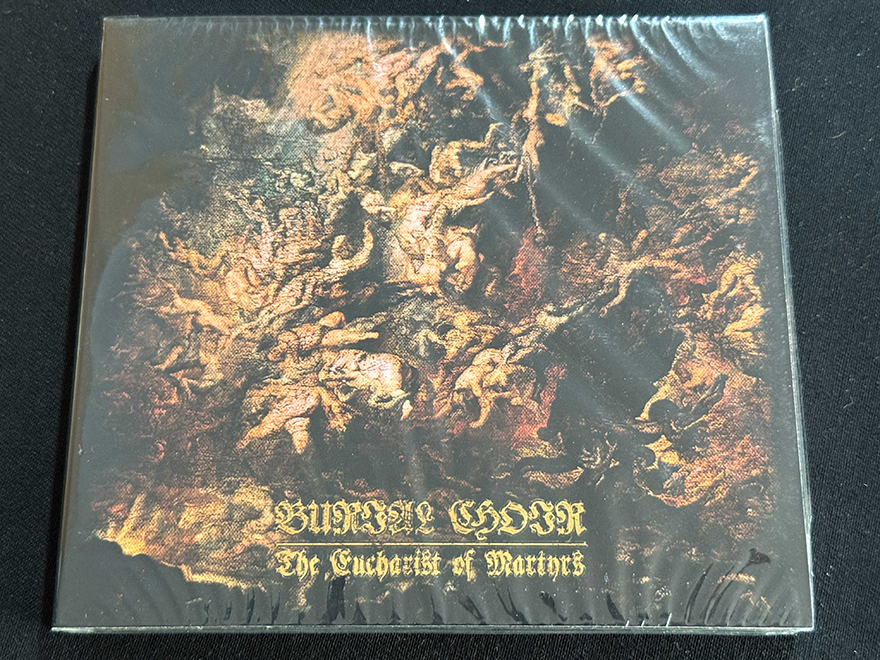 BURIAL CHOIR
The Eucharist of Martyrs